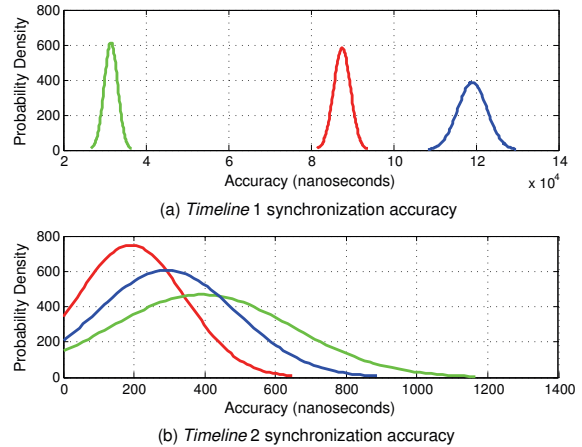 800
600
400
200
0
Probability Density
2 4 6 8 10 12 14
x 10^4
Accuracy (nanoseconds)
(a) Timeline 1 synchronization accuracy
800
600
400
200
0
Probability Density
0 200 400 600 800 1000 1200 1400
Accuracy (nanoseconds)
(b) Timeline 2 synchronization accuracy